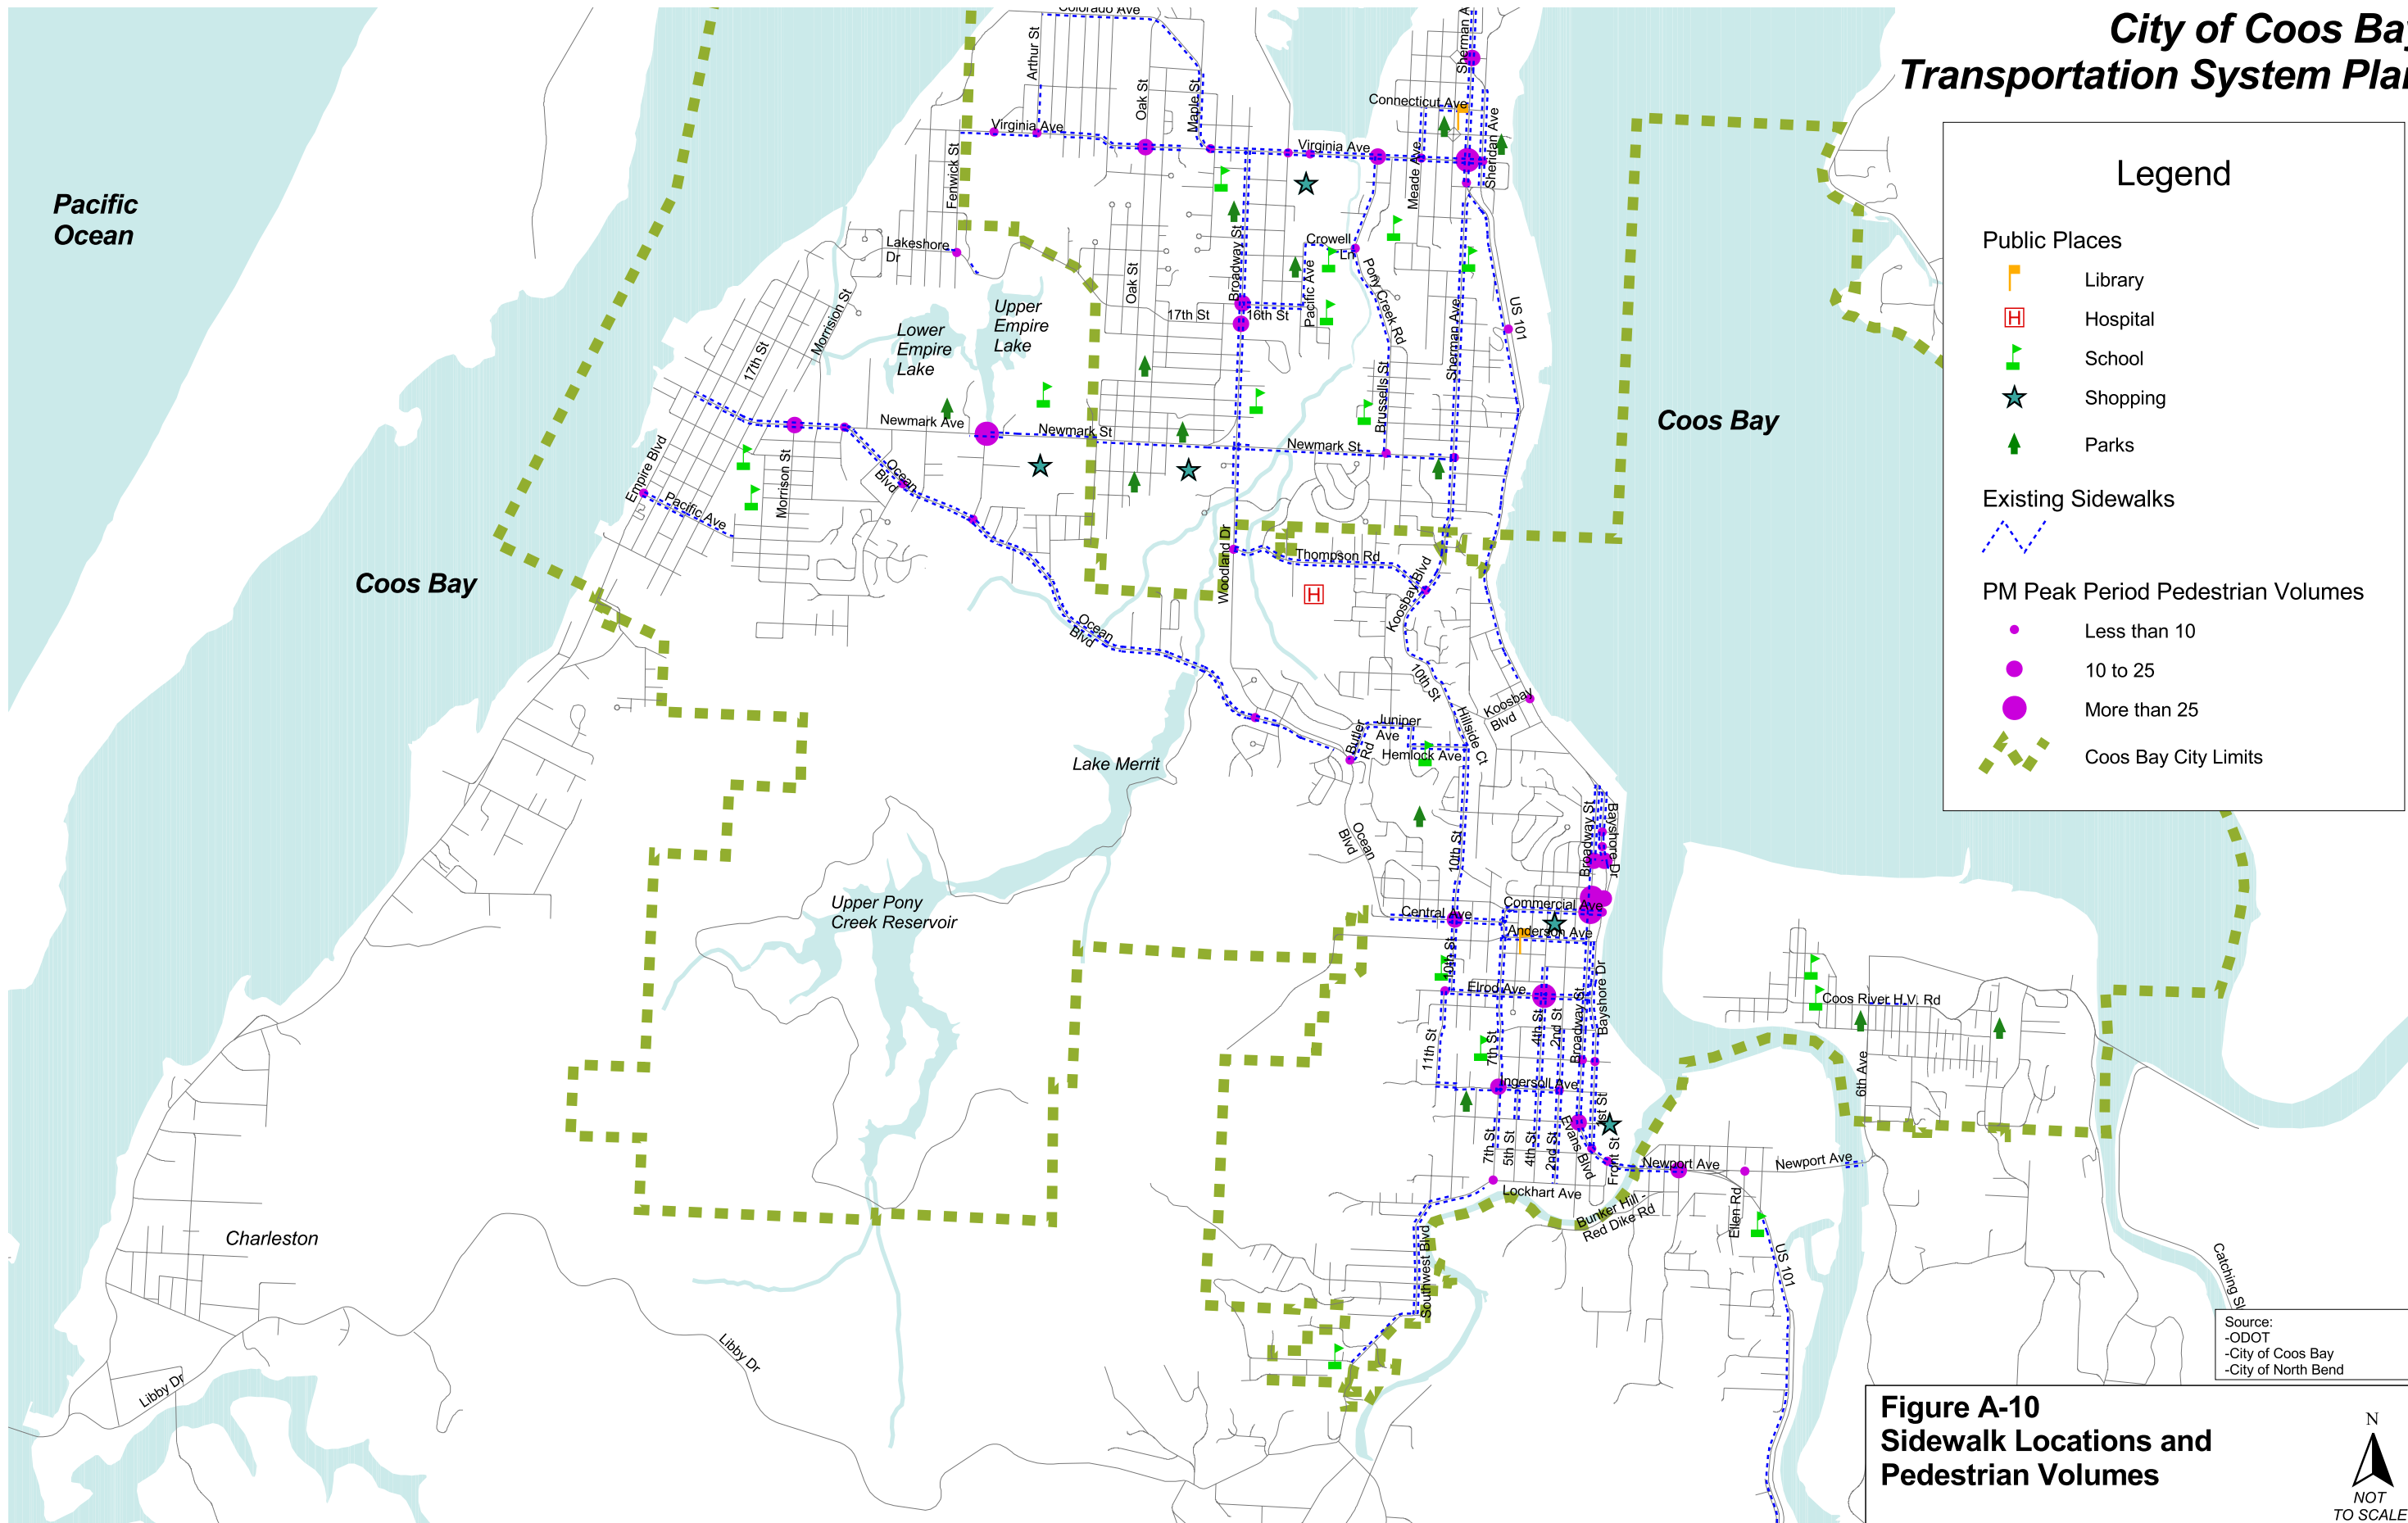 City of Coos Bay
Transportation System Plan
Legend
Public Places
Library
H
Hospital
School
Shopping
Parks
Existing Sidewalks
PM Peak Period Pedestrian Volumes
Less than 10
10 to 25
More than 25
Coos Bay City Limits
Pacific
Ocean
Coos Bay
Coos Bay
Colorado Ave
Arthur St
Oak St
Maple St
Virginia Ave
Fenwick St
Lakeshore
Dr
Virginia Ave
Connecticut Ave
Sherman A
Sheridan Ave
Meade Ave
Crowell
Ln
Broadway St
Oak St
Pacific Ave
Pony Creek Rd
17th St
16th St
Sherman Ave
US 101
Brussells St
Morrision St
17th St
Lower
Empire
Lake
Upper
Empire
Lake
Newmark Ave
Newmark St
Newmark St
Empire Blvd
Pacific Ave
Morrison St
Ocean
Blvd
Woodland Dr
Thompson Rd
H
Koosbay Blvd
Ocean
Blvd
10th St
Koosbay
Blvd
Hillside Ct
Juniper
Ave
Butler
Rd
Hemlock Ave
Lake Merrit
Ocean
Blvd
10th St
Broadway St
Bayshore Dr
Upper Pony
Creek Reservoir
Central Ave
Commercial Ave
Anderson Ave
10th St
Elrod Ave
Bayshore Dr
Broadway St
4th St
2nd St
7th St
11th St
Ingersoll Ave
1st St
7th St
5th St
4th St
2nd St
Evans Blvd
Front St
Lockhart Ave
Newport Ave
Newport Ave
Bunker Hill -
Red Dike Rd
Ellen Rd
US 101
Southwest Blvd
Coos River H.V. Rd
6th Ave
Catching Sl
Charleston
Libby Dr
Libby Dr
Source:
-ODOT
-City of Coos Bay
-City of North Bend
Figure A-10
Sidewalk Locations and
Pedestrian Volumes
N
NOT
TO SCALE